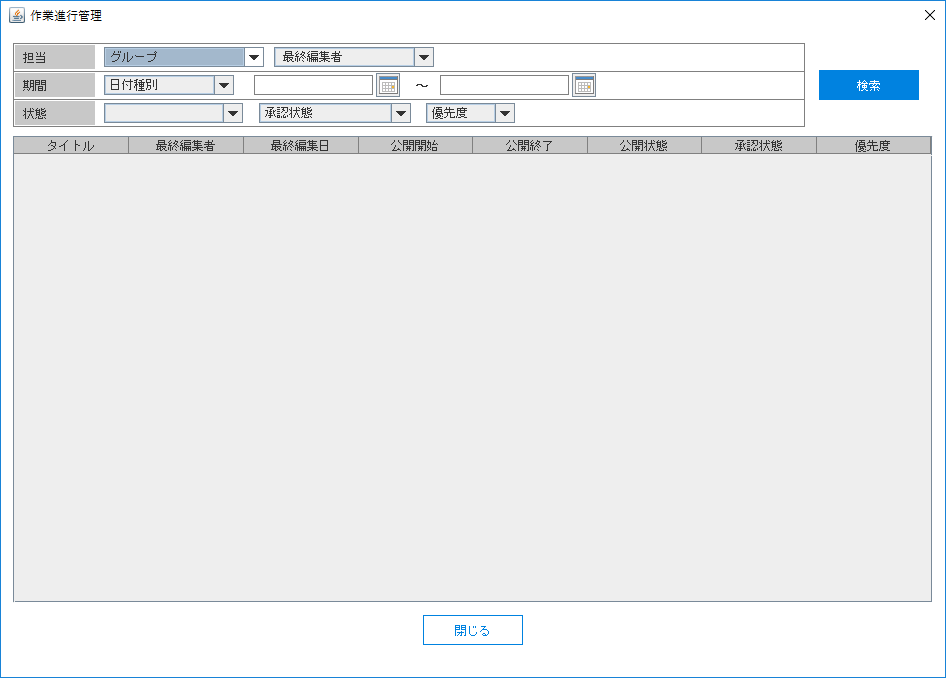 作業進行管理
担当 グループ 最終編集者
期間 日付種別 ～ 検索
状態 承認状態 優先度
タイトル 最終編集者 最終編集日 公開開始 公開終了 公開状態 承認状態 優先度
閉じる